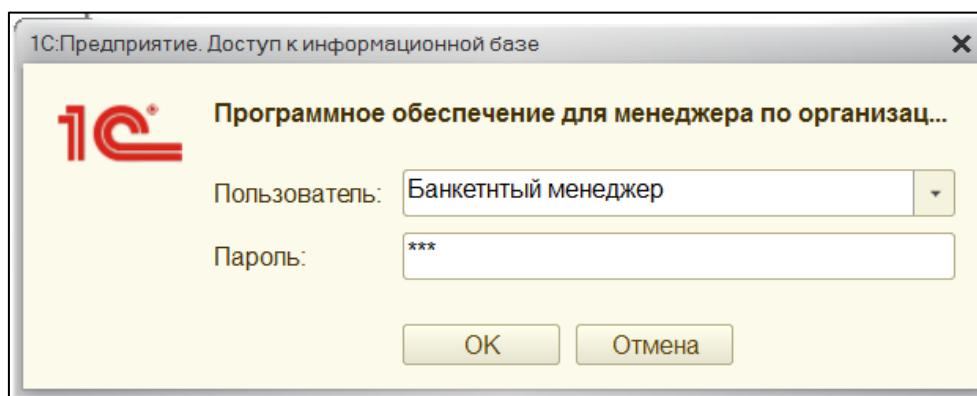 1С:Предприятие. Доступ к информационной базе
1С
Программное обеспечение для менеджера по организац...
Пользователь: Банкетнтый менеджер
Пароль: ***
OK Отмена